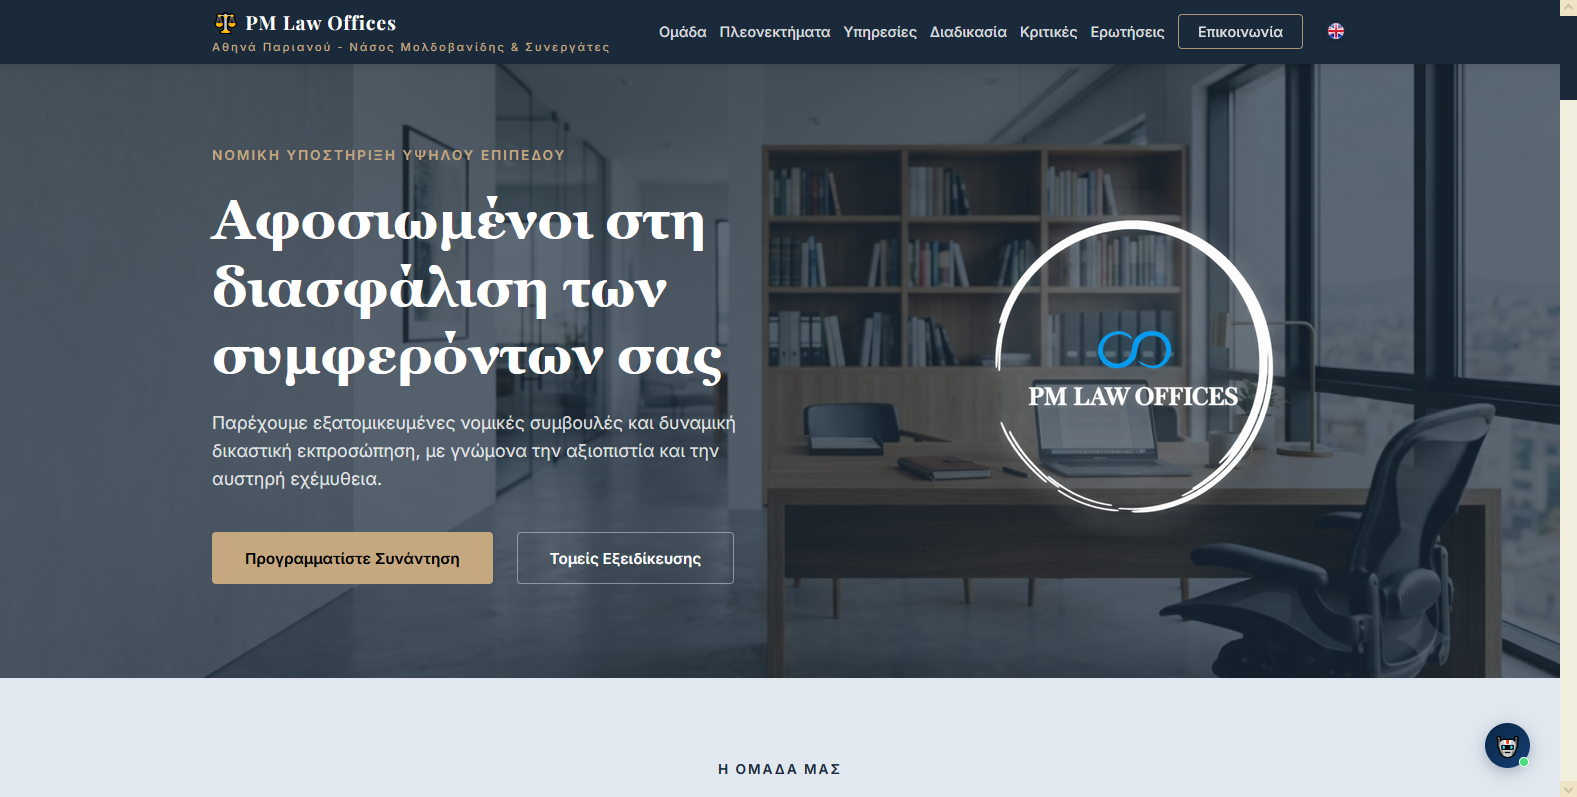 PM Law Offices
Αθηνά Παριανού - Νάσος Μολδοβανίδης & Συνεργάτες
Ομάδα Πλεονεκτήματα Υπηρεσίες Διαδικασία Κριτικές Ερωτήσεις Επικοινωνία
ΝΟΜΙΚΗ ΥΠΟΣΤΗΡΙΞΗ ΥΨΗΛΟΥ ΕΠΙΠΕΔΟΥ
Αφοσιωμένοι στη
διασφάλιση των
συμφερόντων σας
Παρέχουμε εξατομικευμένες νομικές συμβουλές και δυναμική
δικαστική εκπροσώπηση, με γνώμονα την αξιοπιστία και την
αυστηρή εχέμυθεια.
Προγραμματίστε Συνάντηση
Τομείς Εξειδίκευσης
PM LAW OFFICES
Η ΟΜΑΔΑ ΜΑΣ